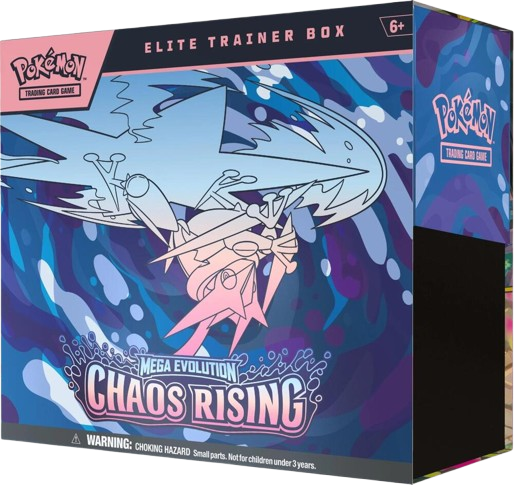 ELITE TRAINER BOX
6+
POKéMON
TRADING CARD GAME
POKéMON
TRADING CARD GAME
MEGA EVOLUTION
CHAOS RISING
WARNING: CHOKING HAZARD Small parts. Not for children under 3 years.